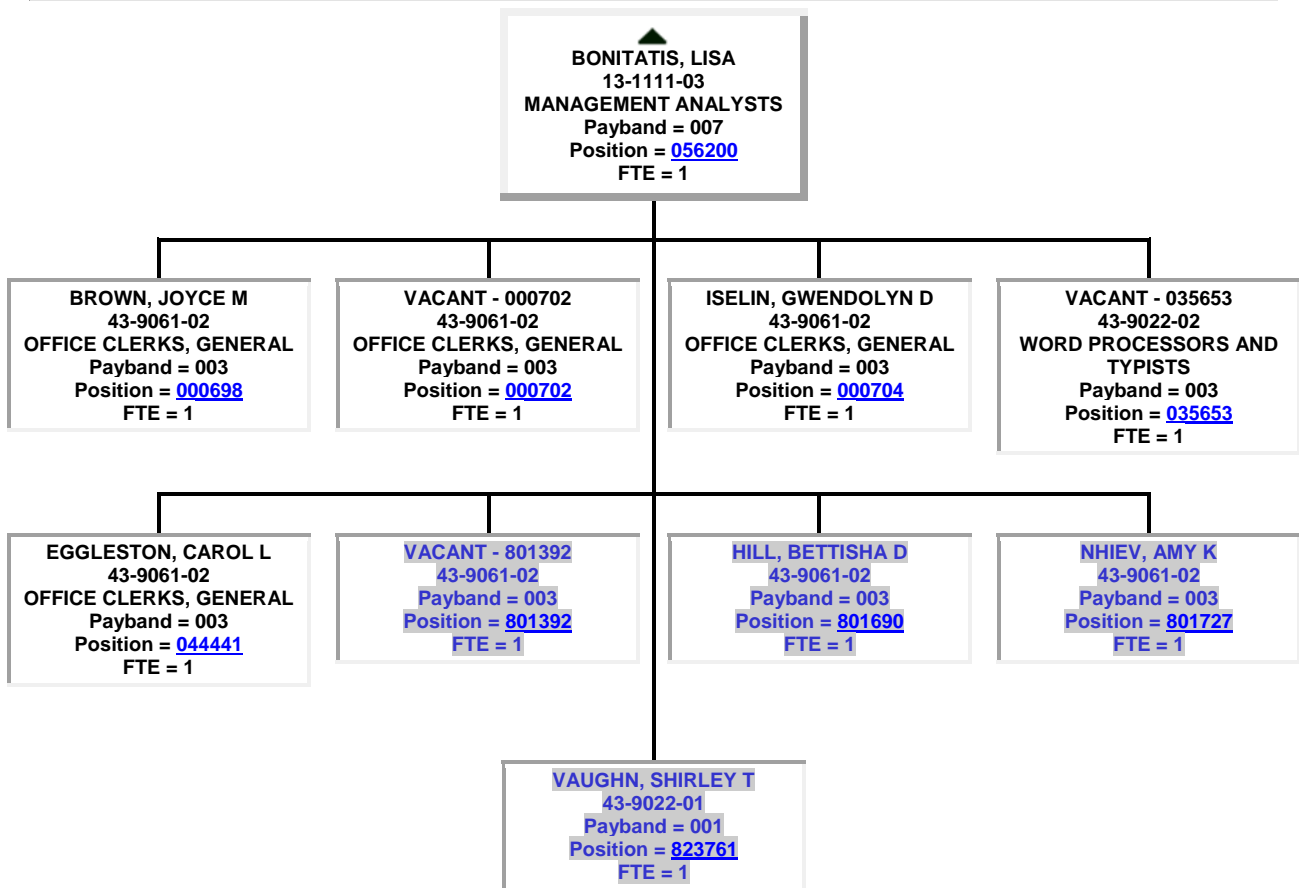 BONITATIS, LISA
13-1111-03
MANAGEMENT ANALYSTS
Payband = 007
Position = 056200
FTE = 1
BROWN, JOYCE M
43-9061-02
OFFICE CLERKS, GENERAL
Payband = 003
Position = 000698
FTE = 1
VACANT - 000702
43-9061-02
OFFICE CLERKS, GENERAL
Payband = 003
Position = 000702
FTE = 1
ISELIN, GWENDOLYN D
43-9061-02
OFFICE CLERKS, GENERAL
Payband = 003
Position = 000704
FTE = 1
VACANT - 035653
43-9022-02
WORD PROCESSORS AND
TYPISTS
Payband = 003
Position = 035653
FTE = 1
EGGLESTON, CAROL L
43-9061-02
OFFICE CLERKS, GENERAL
Payband = 003
Position = 044441
FTE = 1
VACANT - 801392
43-9061-02
Payband = 003
Position = 801392
FTE = 1
HILL, BETTISHA D
43-9061-02
Payband = 003
Position = 801690
FTE = 1
NHIEV, AMY K
43-9061-02
Payband = 003
Position = 801727
FTE = 1
VAUGHN, SHIRLEY T
43-9022-01
Payband = 001
Position = 823761
FTE = 1